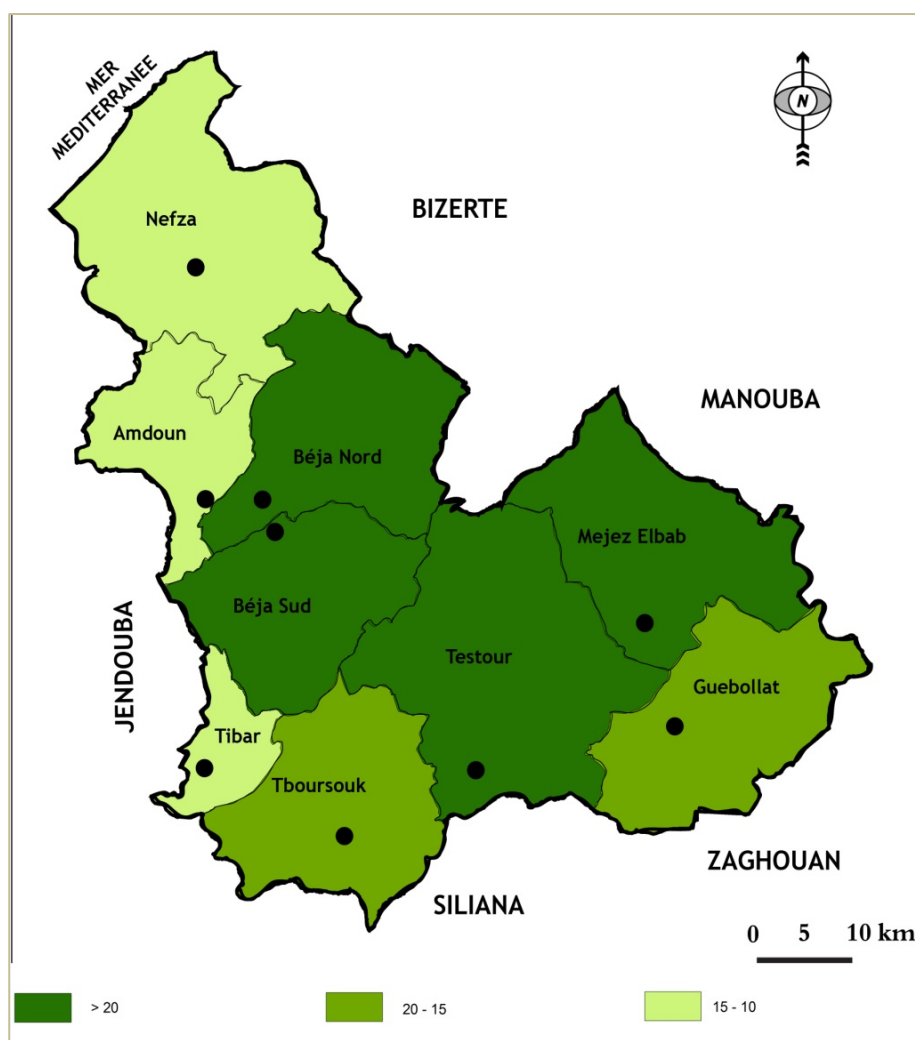 MER
MEDITERRANEE
N
Nefza
BIZERTE
MANOUBA
Amdoun
Béja Nord
Mejez Elbab
Béja Sud
JENDOUBA
Testour
Guebollat
Tibar
Tboursouk
ZAGHOUAN
SILIANA
0 5 10 km
> 20
20 - 15
15 - 10